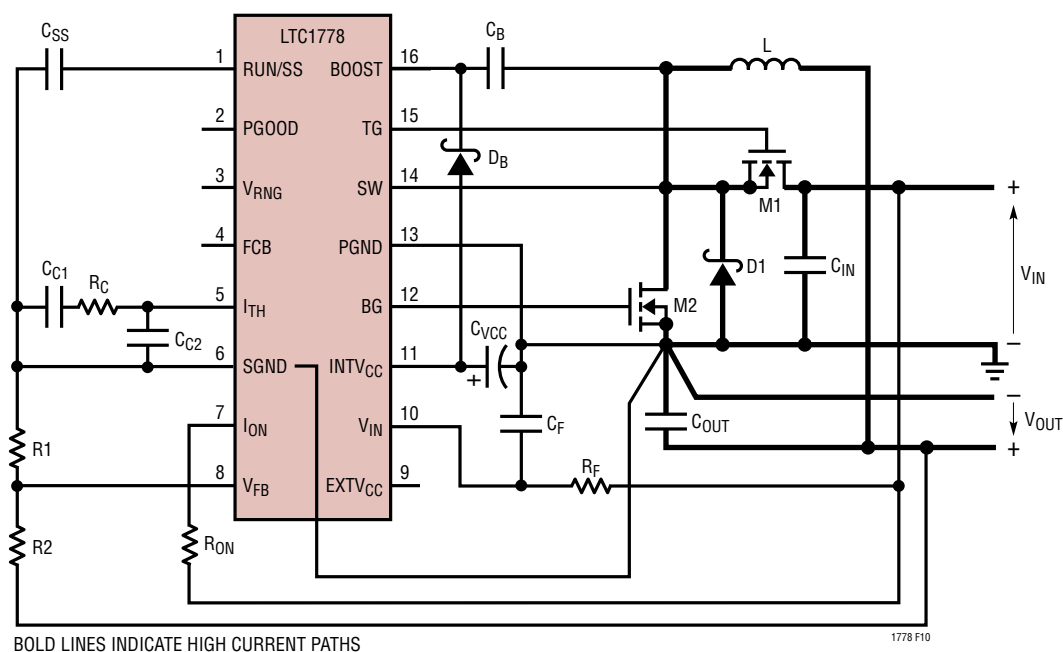 LTC1778
CSS
1
RUN/SS
BOOST
16
CB
L
2
PGOOD
TG
15
DB
3
VRNG
SW
14
M1
+
4
FCB
PGND
13
D1
CIN
VIN
CC1
RC
5
ITH
BG
12
M2
CC2
CVCC
6
SGND
INTVCC
11
+
−
−
7
ION
VIN
10
CF
COUT
VOUT
R1
+
8
VFB
EXTVCC
9
RF
R2
RON
BOLD LINES INDICATE HIGH CURRENT PATHS
1778 F10